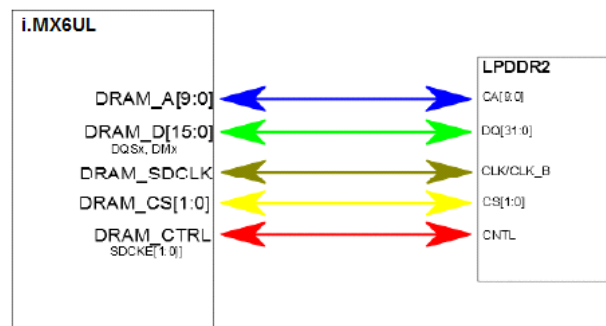 i.MX6UL
LPDDR2
DRAM_A[9:0]
CA[9:0]
DRAM_D[15:0]
DQSx, DMx
DQ[31:0]
DRAM_SDCLK
CLK/CLK_B
DRAM_CS[1:0]
CS[1:0]
DRAM_CTRL
SDCKE[1:0]]
CNTL